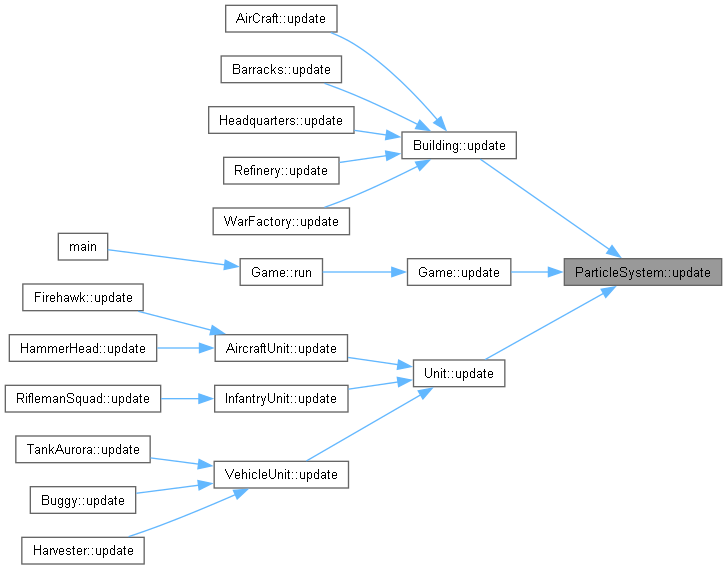 AirCraft::update
Barracks::update
Headquarters::update
Building::update
Refinery::update
WarFactory::update
main
Game::run
Game::update
ParticleSystem::update
Firehawk::update
HammerHead::update
AircraftUnit::update
Unit::update
RiflemanSquad::update
InfantryUnit::update
TankAurora::update
VehicleUnit::update
Buggy::update
Harvester::update